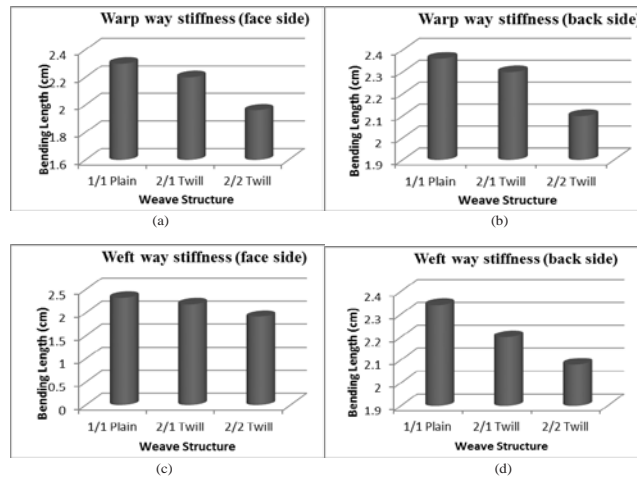 Warp way stiffness (face side)
Bending Length (cm)
2.4
2.2
2
1.8
1.6
1/1 Plain 2/1 Twill 2/2 Twill
Weave Structure
(a)
Warp way stiffness (back side)
Bending Length (cm)
2.4
2.3
2.2
2.1
2
1.9
1/1 Plain 2/1 Twill 2/2 Twill
Weave Structure
(b)
Weft way stiffness (face side)
Bending Length (cm)
2.5
2
1.5
1
0.5
0
1/1 Plain 2/1 Twill 2/2 Twill
Weave Structure
(c)
Weft way stiffness (back side)
Bending Length (cm)
2.4
2.3
2.2
2.1
2
1.9
1/1 Plain 2/1 Twill 2/2 Twill
Weave Structure
(d)